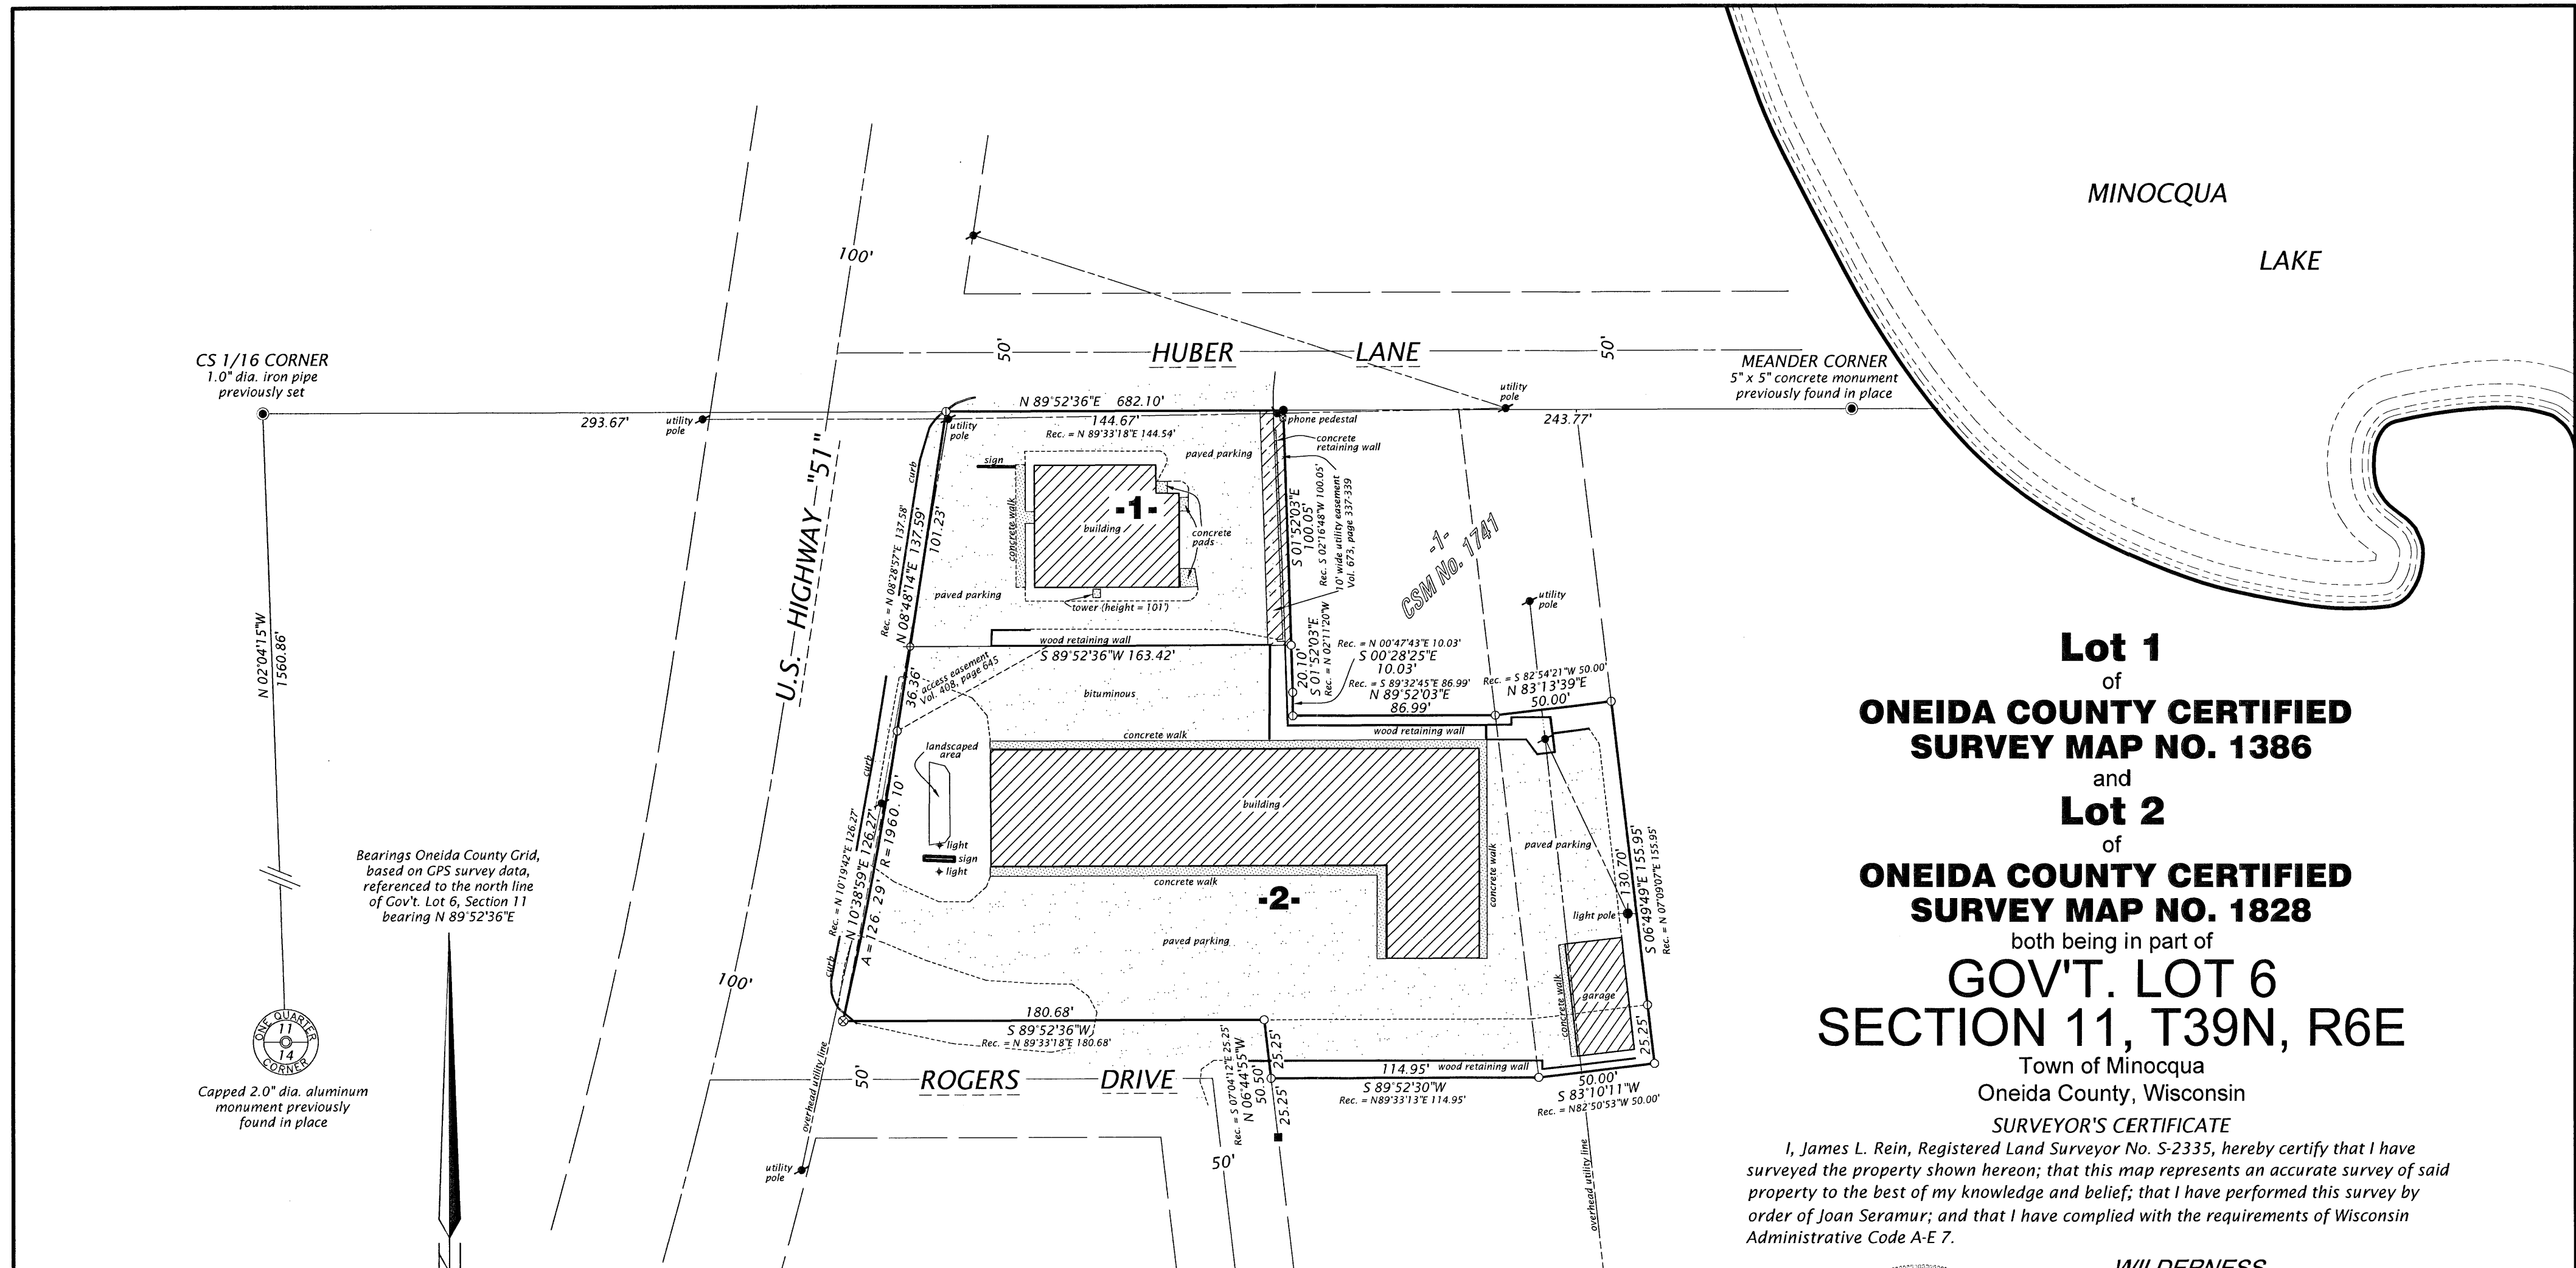 MINOCQUA
LAKE
100'
CS 1/16 CORNER
1.0" dia. iron pipe
previously set
50'
HUBER LANE
50'
MEANDER CORNER
5" x 5" concrete monument
previously found in place
293.67'
utility
pole
utility
pole
N 89°52'36"E 682.10'
144.67'
Rec. = N 89°33'18"E 144.54'
phone pedestal
utility
pole
243.77'
concrete
retaining wall
paved parking
sign
curb
concrete walk
-1-
building
concrete
pads
paved parking
tower (height = 101')
Rec. = N 08°28'57"E 137.58'
N 08°48'14"E 137.59'
101.23'
U.S. HIGHWAY "51"
S 01°52'03"E
100.05'
Rec. S 02°16'48"W 100.05'
10' wide utility easement
Vol. 673, page 337-339
-1-
CSM No. 1741
utility
pole
N 02°04'15"W
1560.86'
wood retaining wall
S 89°52'36"W 163.42'
36.36'
access easement
Vol. 408, page 645
bituminous
20.10'
S 01°52'03"E
Rec. = N 02°11'20"W
Rec. = N 00°47'43"E 10.03'
S 00°28'25"E
10.03'
Rec. = S 89°32'45"E 86.99'
N 89°52'03"E
86.99'
Rec. = S 82°54'21"W 50.00'
N 83°13'39"E
50.00'
concrete walk
wood retaining wall
landscaped
area
curb
building
light
sign
light
concrete walk
-2-
concrete walk
paved parking
paved parking
light pole
Rec. = N 10°19'42"E 126.27'
N 10°38'59"E 126.27'
A = 126.29' R = 1960.10'
curb
130.70'
S 06°49'49"E 155.95'
Rec. = N 07°09'07"E 155.95'
garage
concrete walk
25.25'
Bearings Oneida County Grid,
based on GPS survey data,
referenced to the north line
of Gov't. Lot 6, Section 11
bearing N 89°52'36"E
100'
ONE QUARTER
11
14
CORNER
Capped 2.0" dia. aluminum
monument previously
found in place
180.68'
S 89°52'36"W
Rec. = N 89°33'18"E 180.68'
overhead utility line
50'
ROGERS DRIVE
Rec. = S 07°04'12"E 25.25'
N 06°44'55"W
50.50'
25.25'
25.25'
114.95' wood retaining wall
S 89°52'30"W
Rec. = N89°33'13"E 114.95'
50.00'
S 83°10'11"W
Rec. = N82°50'53"W 50.00'
utility
pole
50'
overhead utility line
N
Lot 1
of
ONEIDA COUNTY CERTIFIED
SURVEY MAP NO. 1386
and
Lot 2
of
ONEIDA COUNTY CERTIFIED
SURVEY MAP NO. 1828
both being in part of
GOV'T. LOT 6
SECTION 11, T39N, R6E
Town of Minocqua
Oneida County, Wisconsin
SURVEYOR'S CERTIFICATE
I, James L. Rein, Registered Land Surveyor No. S-2335, hereby certify that I have
surveyed the property shown hereon; that this map represents an accurate survey of said
property to the best of my knowledge and belief; that I have performed this survey by
order of Joan Seramur; and that I have complied with the requirements of Wisconsin
Administrative Code A-E 7.
WILDERNESS